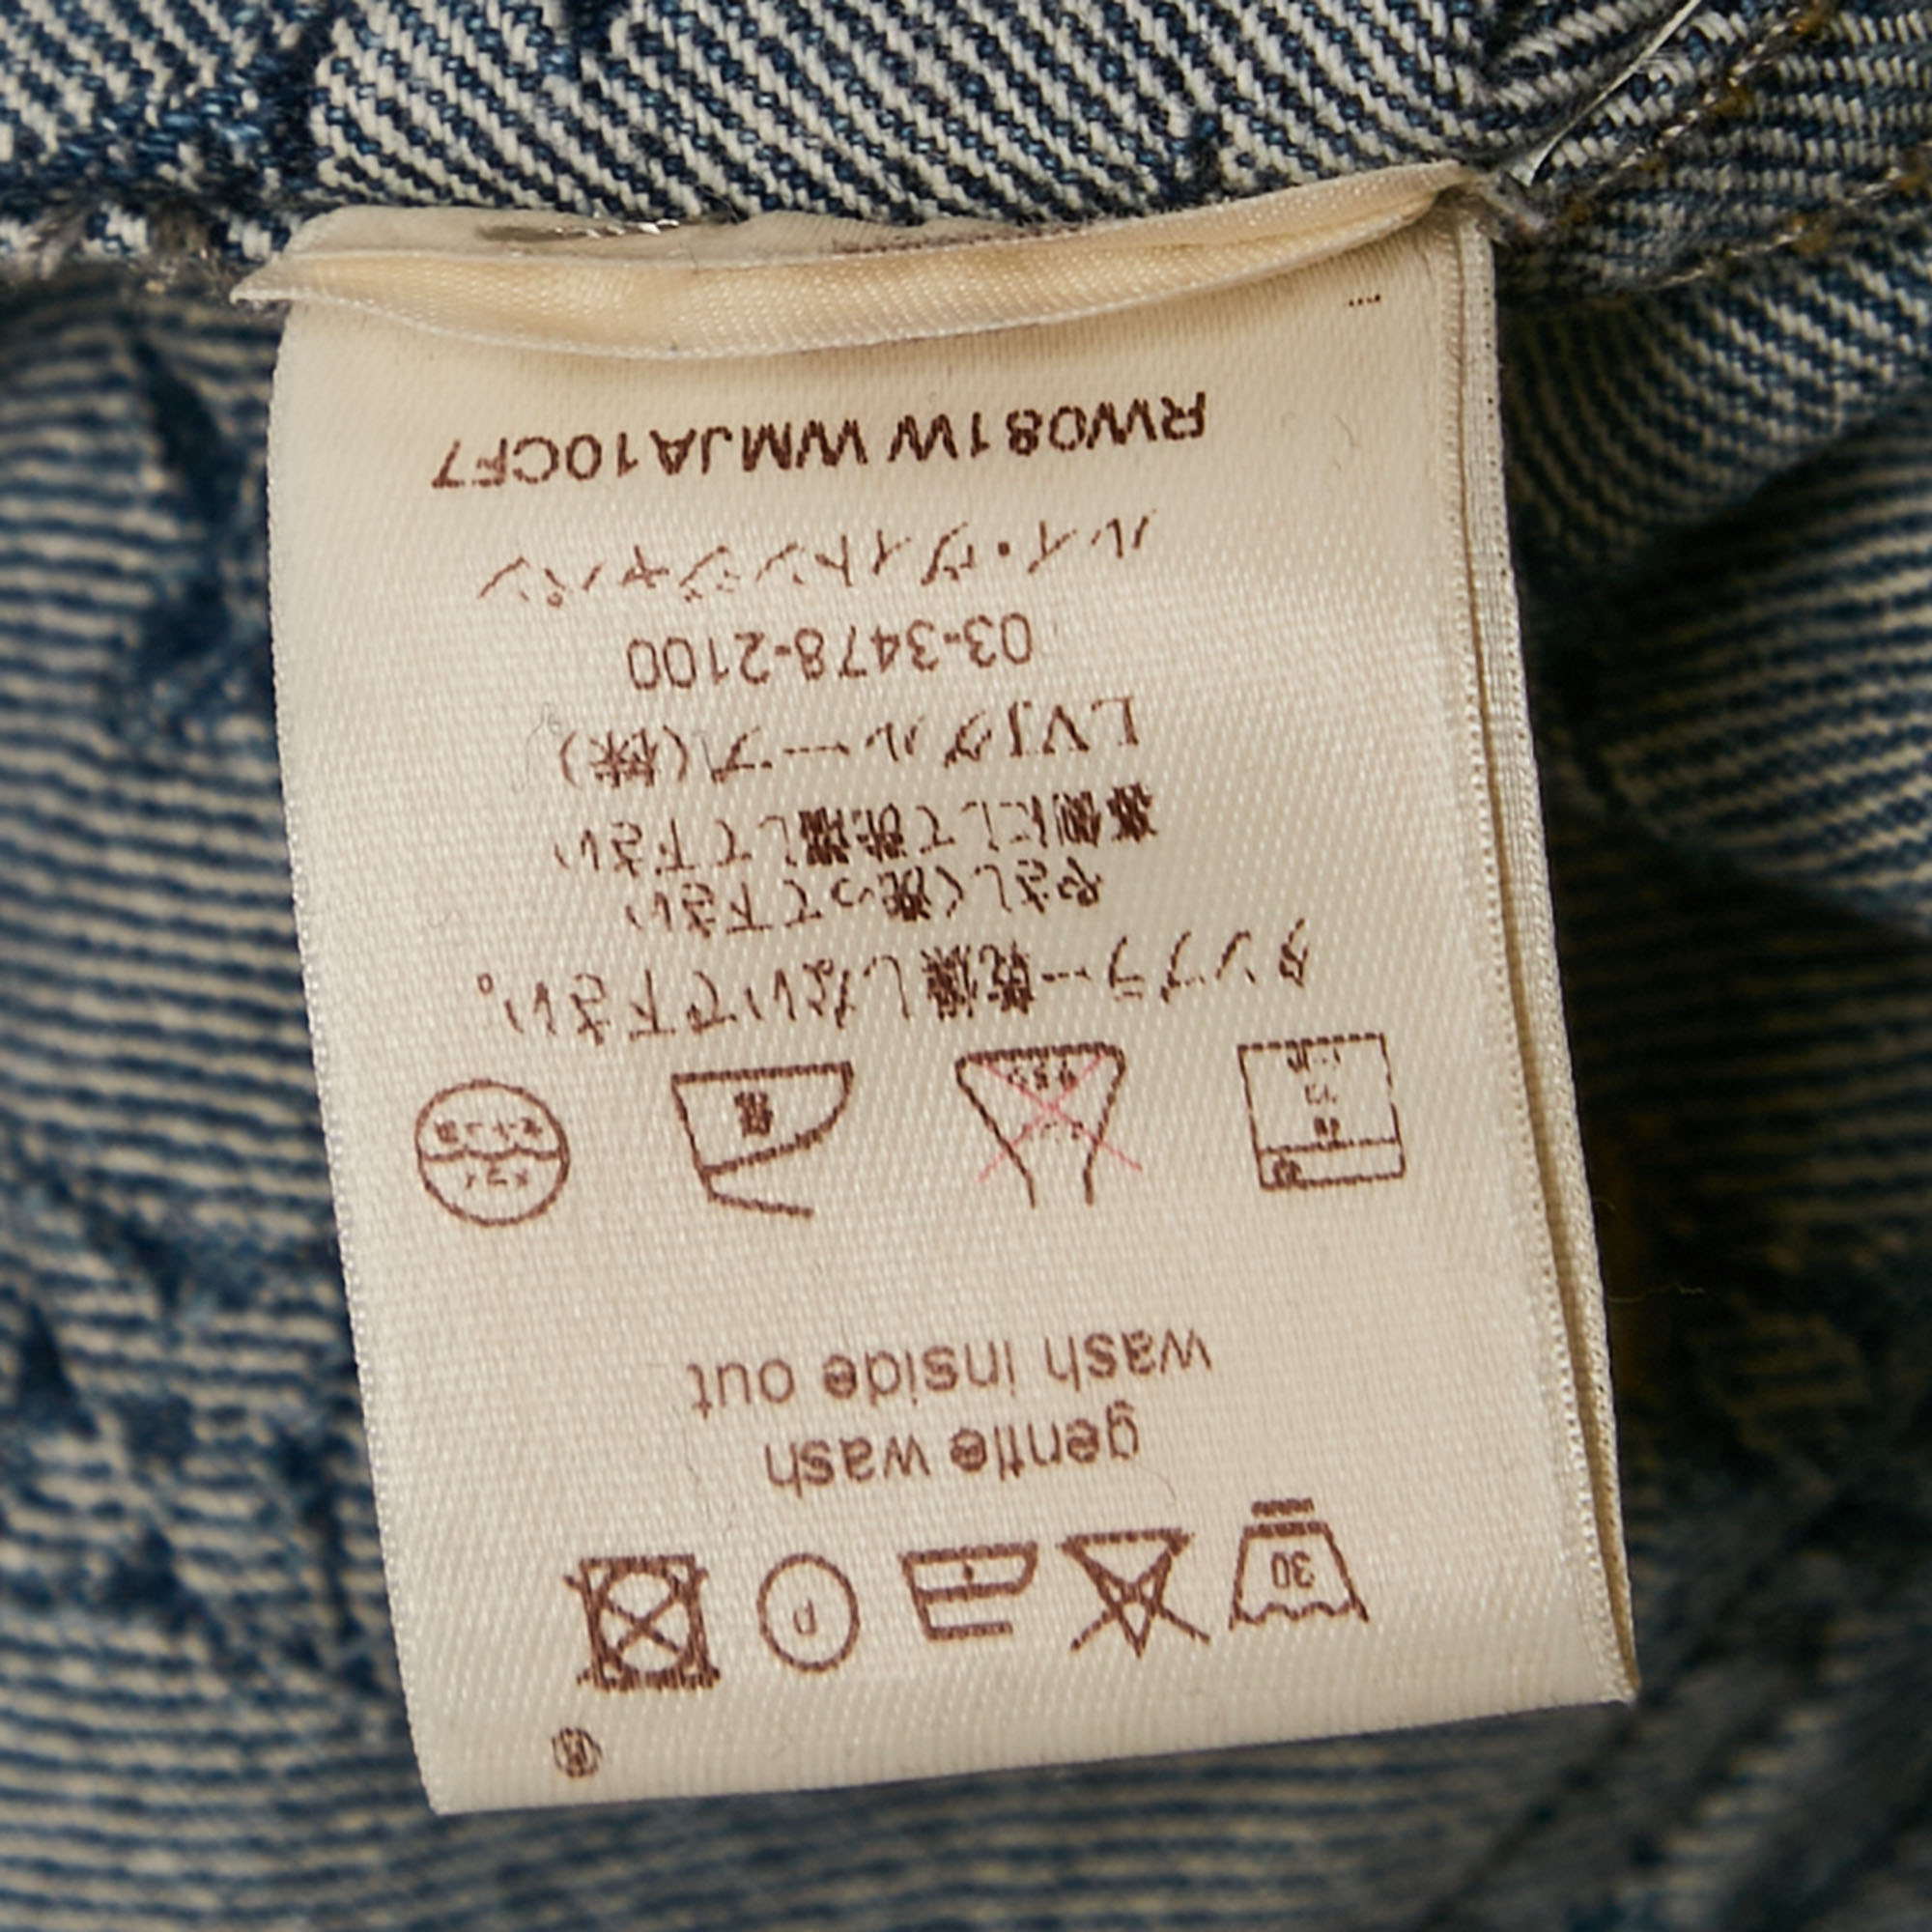 30 P
gentle wash
wash inside out
タンブラー乾燥しないで下さい。
やさしく洗って下さい
裏側にして洗濯して下さい
LVJグループ(株)
03-3478-2100
ルイ・ヴィトンジャパン
RW081W WMJA10CF7